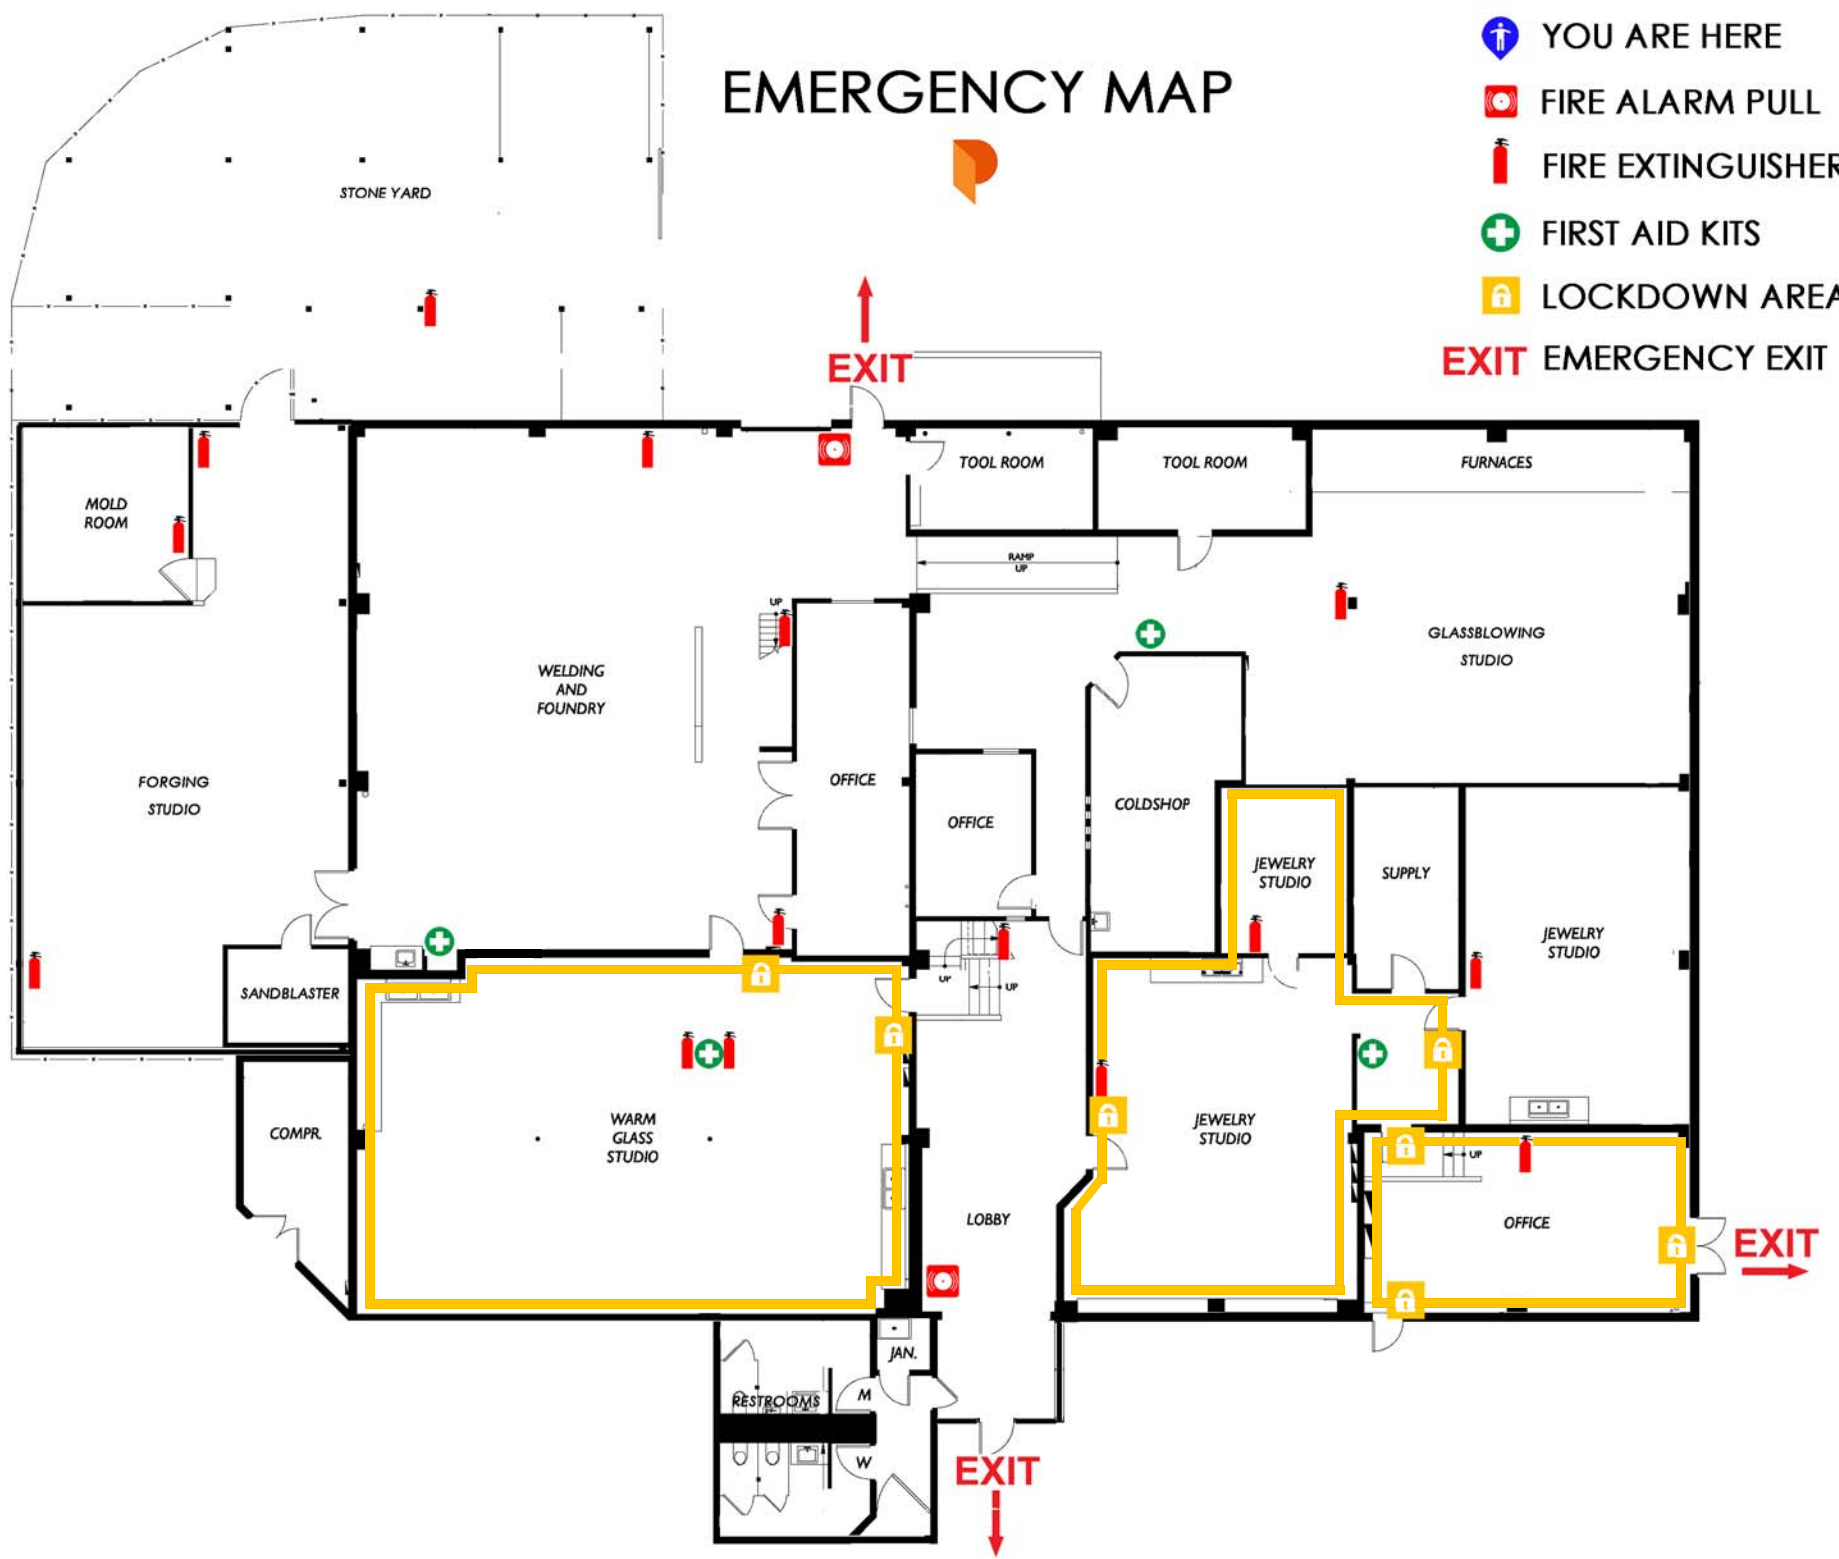 EMERGENCY MAP
YOU ARE HERE
FIRE ALARM PULL
FIRE EXTINGUISHER
FIRST AID KITS
LOCKDOWN AREA
EXIT EMERGENCY EXIT
STONE YARD
EXIT
MOLD
ROOM
TOOL ROOM
TOOL ROOM
FURNACES
RAMP
UP
UP
WELDING
AND
FOUNDRY
GLASSBLOWING
STUDIO
FORGING
STUDIO
OFFICE
OFFICE
COLDSHOP
JEWELRY
STUDIO
SUPPLY
JEWELRY
STUDIO
SANDBLASTER
UP
UP
COMPR.
WARM
GLASS
STUDIO
JEWELRY
STUDIO
UP
LOBBY
OFFICE
EXIT
JAN.
RESTROOMS
M
W
EXIT